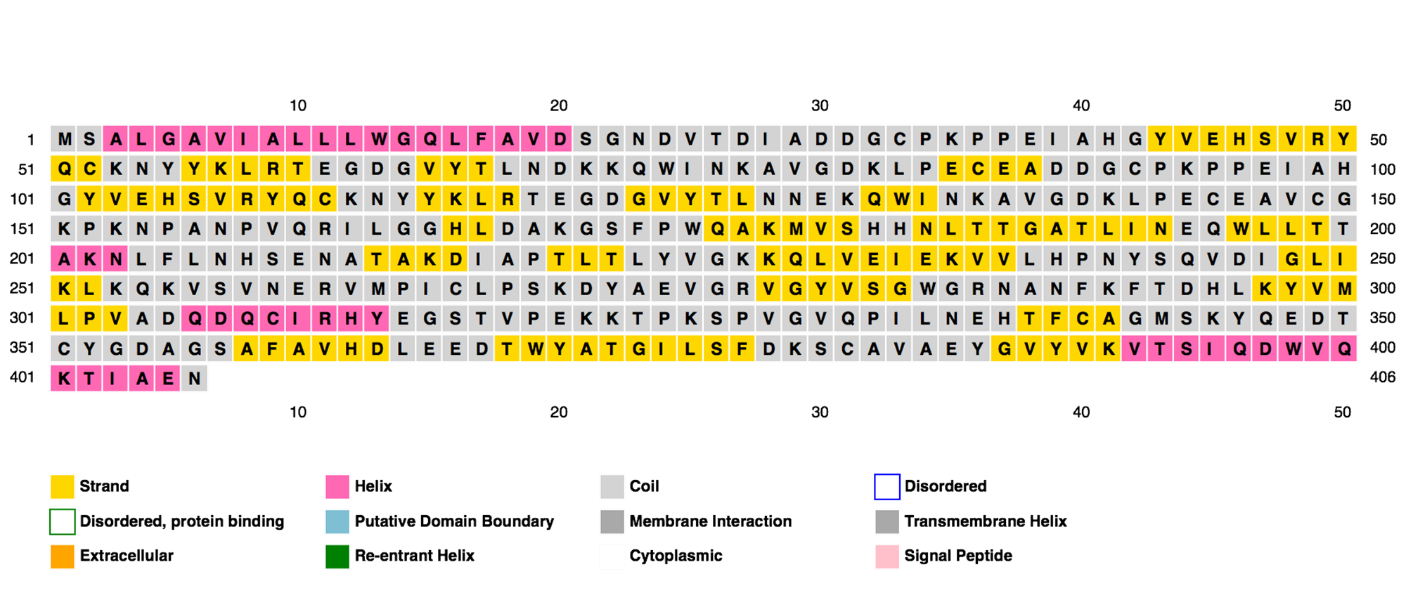 10 20 30 40 50
1 M S A L G A V I A L L L W G Q L F A V D S G N D V T D I A D D G C P K P P E I A H G Y V E H S V R Y 50
51 Q C K N Y Y K L R T E G D G V Y T L N D K K Q W I N K A V G D K L P E C E A D D G C P K P P E I A H 100
101 G Y V E H S V R Y Q C K N Y Y K L R T E G D G V Y T L N N E K Q W I N K A V G D K L P E C E A V C G 150
151 K P K N P A N P V Q R I L G G H L D A K G S F P W Q A K M V S H H N L T T G A T L I N E Q W L L T T 200
201 A K N L F L N H S E N A T A K D I A P T L T L Y V G K K Q L V E I E K V V L H P N Y S Q V D I G L I 250
251 K L K Q K V S V N E R V M P I C L P S K D Y A E V G R V G Y V S G W G R N A N F K F T D H L K Y V M 300
301 L P V A D Q D Q C I R H Y E G S T V P E K K T P K S P V G V Q P I L N E H T F C A G M S K Y Q E D T 350
351 C Y G D A G S A F A V H D L E E D T W Y A T G I L S F D K S C A V A E Y G V Y V K V T S I Q D W V Q 400
401 K T I A E N 406
10 20 30 40 50
Strand Helix Coil Disordered
Disordered, protein binding Putative Domain Boundary Membrane Interaction Transmembrane Helix
Extracellular Re-entrant Helix Cytoplasmic Signal Peptide